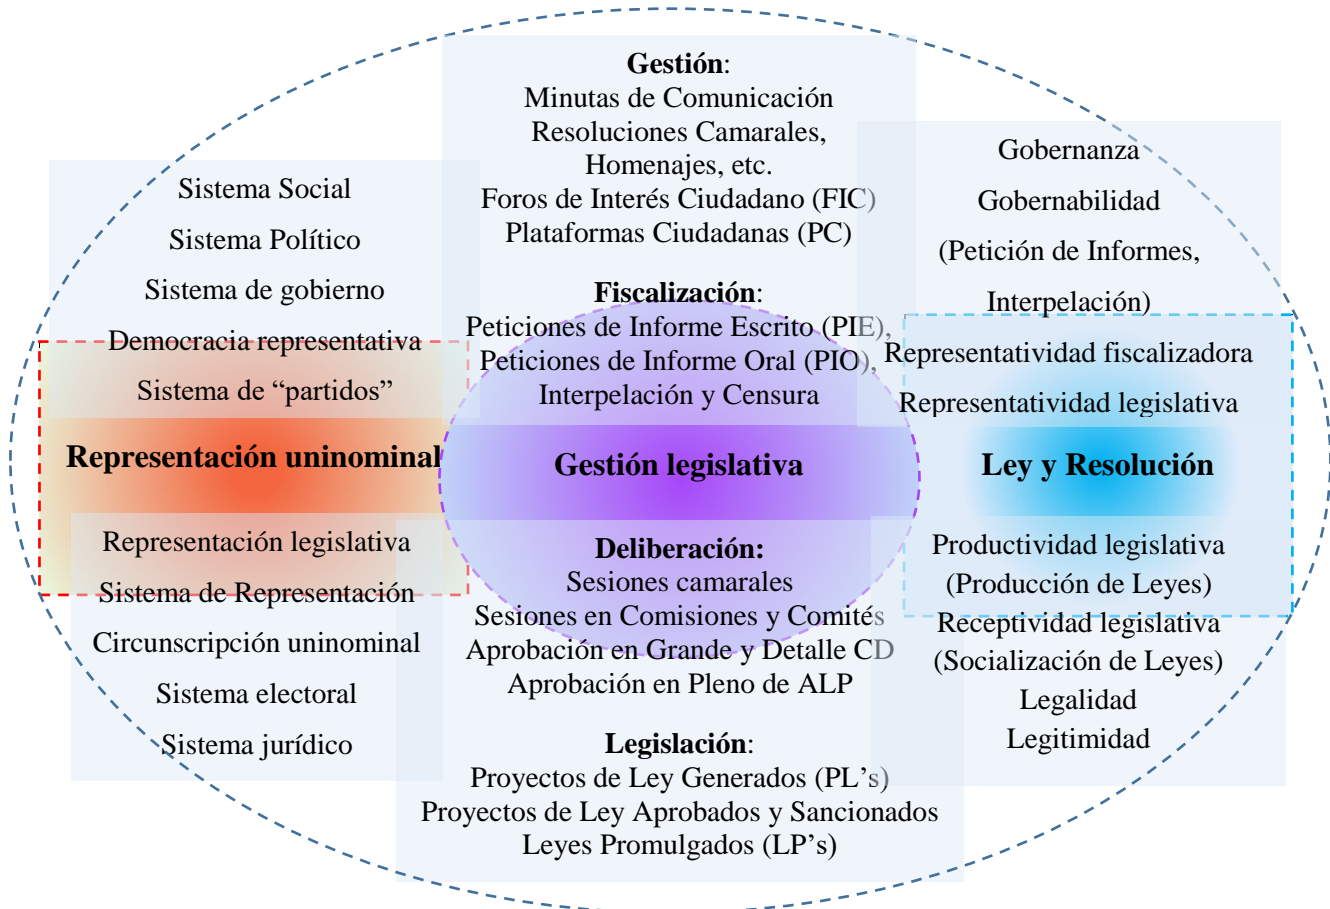 Sistema Social
Sistema Político
Sistema de gobierno
Democracia representativa
Sistema de “partidos”
Representación uninominal
Representación legislativa
Sistema de Representación
Circunscripción uninominal
Sistema electoral
Sistema jurídico
Gestión:
Minutas de Comunicación
Resoluciones Camarales,
Homenajes, etc.
Foros de Interés Ciudadano (FIC)
Plataformas Ciudadanas (PC)
Fiscalización:
Peticiones de Informe Escrito (PIE),
Peticiones de Informe Oral (PIO),
Interpelación y Censura
Gestión legislativa
Deliberación:
Sesiones camarales
Sesiones en Comisiones y Comités
Aprobación en Grande y Detalle CD
Aprobación en Pleno de ALP
Legislación:
Proyectos de Ley Generados (PL’s)
Proyectos de Ley Aprobados y Sancionados
Leyes Promulgados (LP’s)
Gobernanza
Gobernabilidad
(Petición de Informes,
Interpelación)
Representatividad fiscalizadora
Representatividad legislativa
Ley y Resolución
Productividad legislativa
(Producción de Leyes)
Receptividad legislativa
(Socialización de Leyes)
Legalidad
Legitimidad